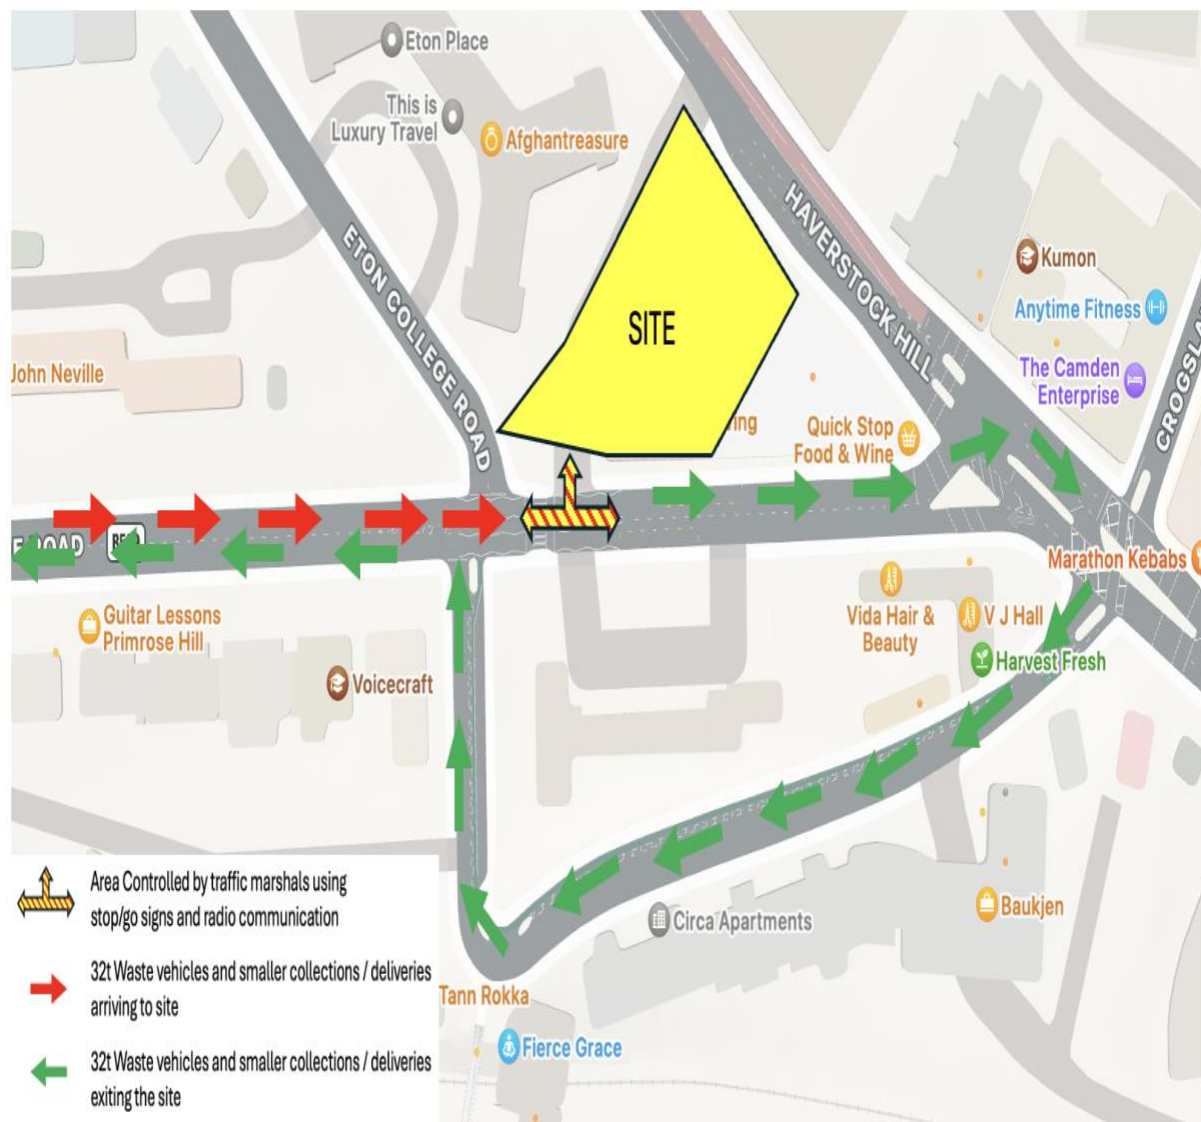 Eton Place
This is
Luxury Travel
Afghantreasure
HAVERSTOCK HILL
ETON COLLEGE ROAD
SITE
Kumon
Anytime Fitness
The Camden
Enterprise
CROGSLA
John Neville
ing
Quick Stop
Food & Wine
E ROAD
Marathon Kebabs
Guitar Lessons
Primrose Hill
Voicecraft
Vida Hair &
Beauty
V J Hall
Harvest Fresh
Circa Apartments
Baukjen
Tann Rokka
Fierce Grace
Area Controlled by traffic marshals using
stop/go signs and radio communication
32t Waste vehicles and smaller collections / deliveries
arriving to site
32t Waste vehicles and smaller collections / deliveries
exiting the site